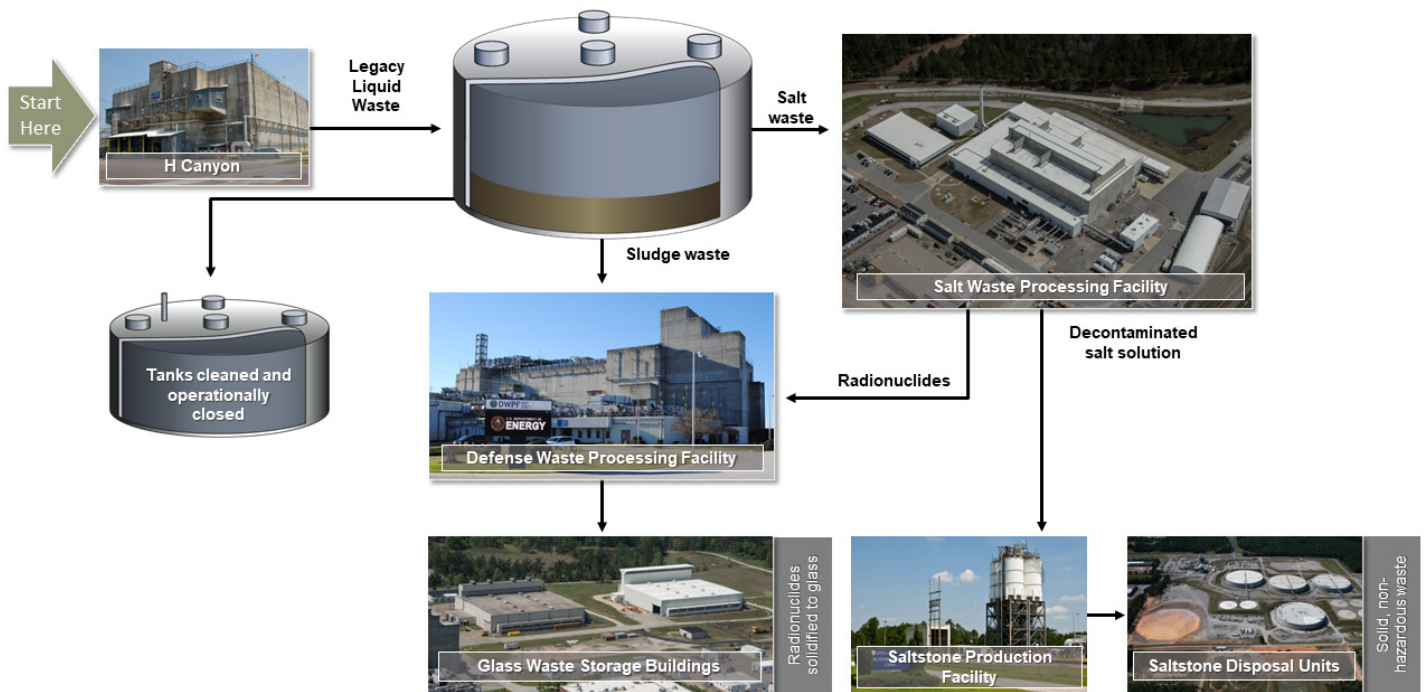 Start
Here
H Canyon
Legacy
Liquid
Waste
Salt
waste
Salt Waste Processing Facility
Sludge waste
Tanks cleaned and
operationally
closed
DWPF
U.S. DEPARTMENT OF
ENERGY
Defense Waste Processing Facility
Radionuclides
Decontaminated
salt solution
Glass Waste Storage Buildings
Radionuclides
solidified to glass
Saltstone Production
Facility
Saltstone Disposal Units
Solid, non-
hazardous waste